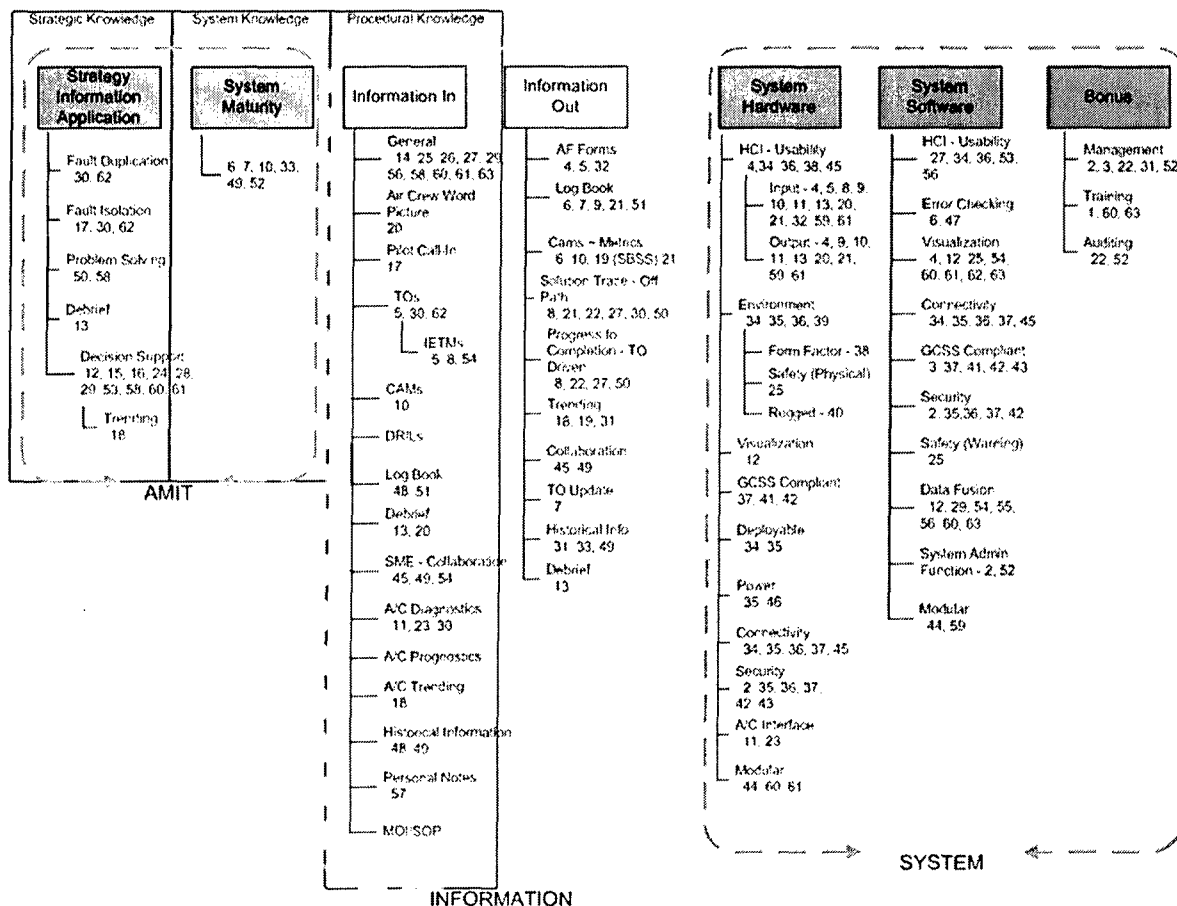 Strategic Knowledge
System Knowledge
Procedural Knowledge
Strategy
Information
Application
Fault Duplication
30, 62
Fault Isolation
17, 30, 62
Problem Solving
50, 58
Debrief
13
Decision Support
12, 15, 16, 24, 28,
29, 53, 58, 60, 61
Trending
18
System
Maturity
6, 7, 10, 33,
49, 52
AMIT
Information In
General
14, 25, 26, 27, 29
56, 58, 60, 61, 63
Air Crew Word
Picture
20
Pilot Call-In
17
TOs
5, 30, 62
IETMs
5, 8, 54
CAMs
10
DRILs
Log Book
48, 51
Debrief
13, 20
SME - Collaboration
45, 49, 54
A/C Diagnostics
11, 23, 30
A/C Prognostics
A/C Trending
18
Historical Information
48, 49
Personal Notes
57
MOI/SOP
Information
Out
AF Forms
4, 5, 32
Log Book
6, 7, 9, 21, 51
Cams ~ Metrics
6, 10, 19 (SBSS) 21
Solution Trace - Off
Path
8, 21, 22, 27, 30, 50
Progress to
Completion - TO
Driven
8, 22, 27, 50
Trending
18, 19, 31
Collaboration
45, 49
TO Update
7
Historical Info
31, 33, 49
Debrief
13
INFORMATION
System
Hardware
HCI - Usability
4,34, 36, 38, 45
Input - 4, 5, 8, 9,
10, 11, 13, 20,
21, 32, 59, 61
Output - 4, 9, 10,
11, 13, 20, 21,
59, 61
Environment
34, 35, 36, 39
Form Factor - 38
Safety (Physical)
25
Rugged - 40
Visualization
12
GCSS Compliant
37, 41, 42
Deployable
34, 35
Power
35, 46
Connectivity
34, 35, 36, 37, 45
Security
2, 35, 36, 37,
42, 43
A/C Interface
11, 23
Modular
44, 60, 61
System
Software
HCI - Usability
27, 34, 36, 53,
56
Error Checking
6, 47
Visualization
4, 12, 25, 54,
60, 61, 62, 63
Connectivity
34, 35, 36, 37, 45
GCSS Compliant
3, 37, 41, 42, 43
Security
2, 35,36, 37, 42
Safety (Warning)
25
Data Fusion
12, 29, 54, 55,
56, 60, 63
System Admin
Function - 2, 52
Modular
44, 59
Bonus
Management
2, 3, 22, 31, 52
Training
1, 60, 63
Auditing
22, 52
SYSTEM